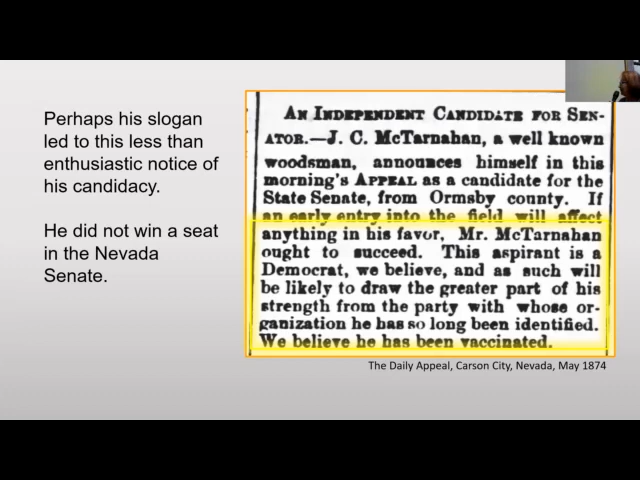 Perhaps his slogan
led to this less than
enthusiastic notice of
his candidacy.
He did not win a seat
in the Nevada
Senate.
AN INDEPENDENT CANDIDATE FOR SEN-
ATOR.—J. C. McTarnahan, a well known
woodsman, announces himself in this
morning's APPEAL as a candidate for the
State Senate, from Ormsby county. If
an early entry into the field will affect
anything in his favor, Mr. McTarnahan
ought to succeed. This aspirant is a
Democrat, we believe, and as such will
be likely to draw the greater part of his
strength from the party with whose or-
ganization he has so long been identified.
We believe he has been vaccinated.
The Daily Appeal, Carson City, Nevada, May 1874